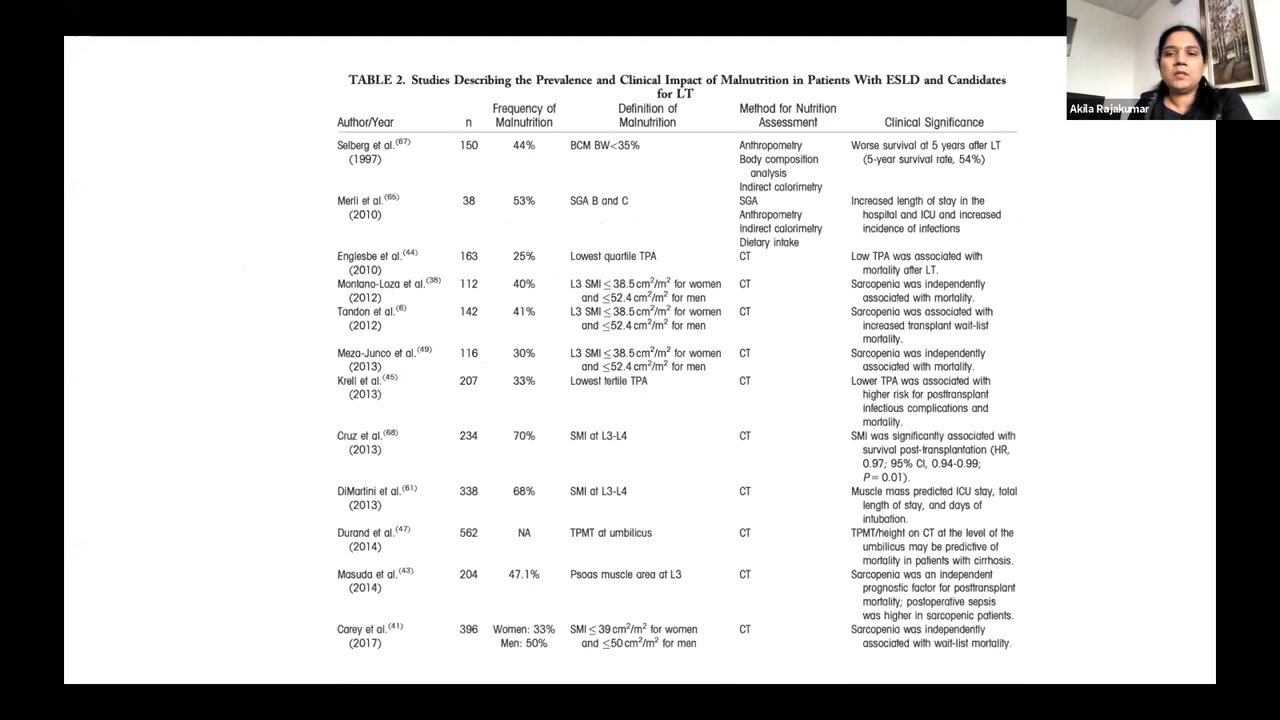 TABLE 2. Studies Describing the Prevalence and Clinical Impact of Malnutrition in Patients With ESLD and Candidates
for LT
Frequency of Definition of Method for Nutrition
Author/Year n Malnutrition Malnutrition Assessment Clinical Significance
Selberg et al.(67) 150 44% BCM BW<35% Anthropometry Worse survival at 5 years after LT
(1997) Body composition (5-year survival rate, 54%)
analysis
Indirect calorimetry
Merli et al.(65) 38 53% SGA B and C SGA Increased length of stay in the
(2010) Anthropometry hospital and ICU and increased
Indirect calorimetry incidence of infections
Dietary intake
Englesbe et al.(44) 163 25% Lowest quartile TPA CT Low TPA was associated with
(2010) mortality after LT.
Montano-Loza et al.(38) 112 40% L3 SMI ≤ 38.5 cm²/m² for women CT Sarcopenia was independently
(2012) and ≤52.4 cm²/m² for men associated with mortality.
Tandon et al.(6) 142 41% L3 SMI ≤ 38.5 cm²/m² for women CT Sarcopenia was associated with
(2012) and ≤52.4 cm²/m² for men increased transplant wait-list
mortality.
Meza-Junco et al.(49) 116 30% L3 SMI ≤ 38.5 cm²/m² for women CT Sarcopenia was independently
(2013) and ≤52.4 cm²/m² for men associated with mortality.
Krell et al.(45) 207 33% Lowest tertile TPA CT Lower TPA was associated with
(2013) higher risk for posttransplant
infectious complications and
mortality.
Cruz et al.(68) 234 70% SMI at L3-L4 CT SMI was significantly associated with
(2013) survival post-transplantation (HR,
0.97; 95% CI, 0.94-0.99;
P = 0.01).
DiMartini et al.(61) 338 68% SMI at L3-L4 CT Muscle mass predicted ICU stay, total
(2013) length of stay, and days of
intubation.
Durand et al.(47) 562 NA TPMT at umbilicus CT TPMT/height on CT at the level of the
(2014) umbilicus may be predictive of
mortality in patients with cirrhosis.
Masuda et al.(43) 204 47.1% Psoas muscle area at L3 CT Sarcopenia was an independent
(2014) prognostic factor for posttransplant
mortality; postoperative sepsis
was higher in sarcopenic patients.
Carey et al.(41) 396 Women: 33% SMI ≤ 39 cm²/m² for women CT Sarcopenia was independently
(2017) Men: 50% and ≤50 cm²/m² for men associated with wait-list mortality.
Akila Rajakumar